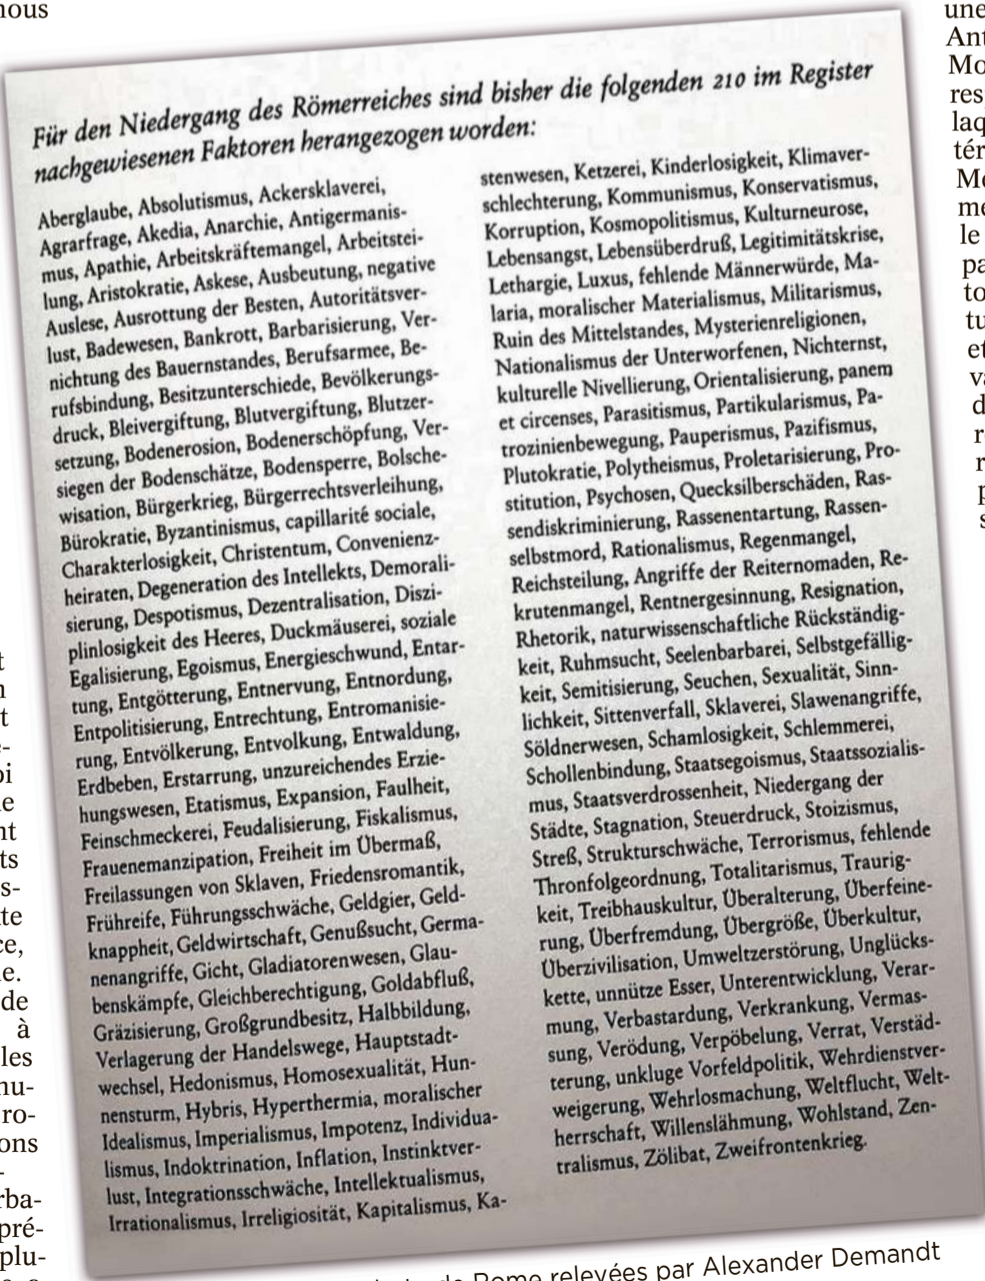 nous
Für den Niedergang des Römerreiches sind bisher die folgenden 210 im Register
nachgewiesenen Faktoren herangezogen worden:
Aberglaube, Absolutismus, Ackersklaverei,
Agrarfrage, Akedia, Anarchie, Antigermanis-
mus, Apathie, Arbeitskräftemangel, Arbeitstei-
lung, Aristokratie, Askese, Ausbeutung, negative
Auslese, Ausrottung der Besten, Autoritätsver-
lust, Badewesen, Bankrott, Barbarisierung, Ver-
nichtung des Bauernstandes, Berufsarmee, Be-
rufsbindung, Besitzunterschiede, Bevölkerungs-
druck, Bleivergiftung, Blutvergiftung, Blutzer-
setzung, Bodenerosion, Bodenerschöpfung, Ver-
siegen der Bodenschätze, Bodensperre, Bolsche-
wisation, Bürgerkrieg, Bürgerrechtsverleihung,
Bürokratie, Byzantinismus, capillarité sociale,
Charakterlosigkeit, Christentum, Convenienz-
heiraten, Degeneration des Intellekts, Demorali-
sierung, Despotismus, Dezentralisation, Diszi-
plinlosigkeit des Heeres, Duckmäuserei, soziale
Egalisierung, Egoismus, Energieschwund, Entar-
tung, Entgötterung, Entnervung, Entnordung,
Entpolitisierung, Entrechtung, Entromanisie-
rung, Entvölkerung, Entvolkung, Entwaldung,
Erdbeben, Erstarrung, unzureichendes Erzie-
hungswesen, Etatismus, Expansion, Faulheit,
Feinschmeckerei, Feudalisierung, Fiskalismus,
Frauenemanzipation, Freiheit im Übermaß,
Freilassungen von Sklaven, Friedensromantik,
Frühreife, Führungsschwäche, Geldgier, Geld-
knappheit, Geldwirtschaft, Genußsucht, Germa-
nenangriffe, Gicht, Gladiatorenwesen, Glau-
benskämpfe, Gleichberechtigung, Goldabfluß,
Gräzisierung, Großgrundbesitz, Halbbildung,
Verlagerung der Handelswege, Hauptstadt-
wechsel, Hedonismus, Homosexualität, Hun-
nensturm, Hybris, Hyperthermia, moralischer
Idealismus, Imperialismus, Impotenz, Individua-
lismus, Indoktrination, Inflation, Instinktver-
lust, Integrationsschwäche, Intellektualismus,
Irrationalismus, Irreligiosität, Kapitalismus, Ka-
stenwesen, Ketzerei, Kinderlosigkeit, Klimaver-
schlechterung, Kommunismus, Konservatismus,
Korruption, Kosmopolitismus, Kulturneurose,
Lebensangst, Lebensüberdruß, Legitimitätskrise,
Lethargie, Luxus, fehlende Männerwürde, Ma-
laria, moralischer Materialismus, Militarismus,
Ruin des Mittelstandes, Mysterienreligionen,
Nationalismus der Unterworfenen, Nichternst,
kulturelle Nivellierung, Orientalisierung, panem
et circenses, Parasitismus, Partikularismus, Pa-
trozinienbewegung, Pauperismus, Pazifismus,
Plutokratie, Polytheismus, Proletarisierung, Pro-
stitution, Psychosen, Quecksilberschäden, Ras-
sendiskriminierung, Rassenentartung, Rassen-
selbstmord, Rationalismus, Regenmangel,
Reichsteilung, Angriffe der Reiternomaden, Re-
krutenmangel, Rentnergesinnung, Resignation,
Rhetorik, naturwissenschaftliche Rückständig-
keit, Ruhmsucht, Seelenbarbarei, Selbstgefällig-
keit, Semitisierung, Seuchen, Sexualität, Sinn-
lichkeit, Sittenverfall, Sklaverei, Slawenangriffe,
Söldnerwesen, Schamlosigkeit, Schlemmerei,
Schollenbindung, Staatsegoismus, Staatssozialis-
mus, Staatsverdrossenheit, Niedergang der
Städte, Stagnation, Steuerdruck, Stoizismus,
Streß, Strukturschwäche, Terrorismus, fehlende
Thronfolgeordnung, Totalitarismus, Traurig-
keit, Treibhauskultur, Überalterung, Überfeine-
rung, Überfremdung, Übergröße, Überkultur,
Überzivilisation, Umweltzerstörung, Unglücks-
kette, unnütze Esser, Unterentwicklung, Verar-
mung, Verbastardung, Verkrankung, Vermas-
sung, Verödung, Verpöbelung, Verrat, Verstäd-
terung, unkluge Vorfeldpolitik, Wehrdienstver-
weigerung, Wehrlosmachung, Weltflucht, Welt-
herrschaft, Willenslähmung, Wohlstand, Zen-
tralismus, Zölibat, Zweifrontenkrieg.
de Rome relevées par Alexander Demandt